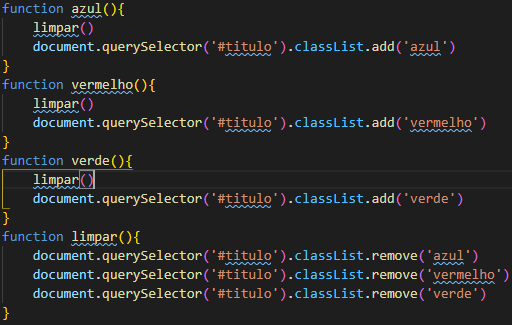 function azul(){
    limpar()
    document.querySelector('#titulo').classList.add('azul')
}
function vermelho(){
    limpar()
    document.querySelector('#titulo').classList.add('vermelho')
}
function verde(){
    limpar()
    document.querySelector('#titulo').classList.add('verde')
}
function limpar(){
    document.querySelector('#titulo').classList.remove('azul')
    document.querySelector('#titulo').classList.remove('vermelho')
    document.querySelector('#titulo').classList.remove('verde')
}